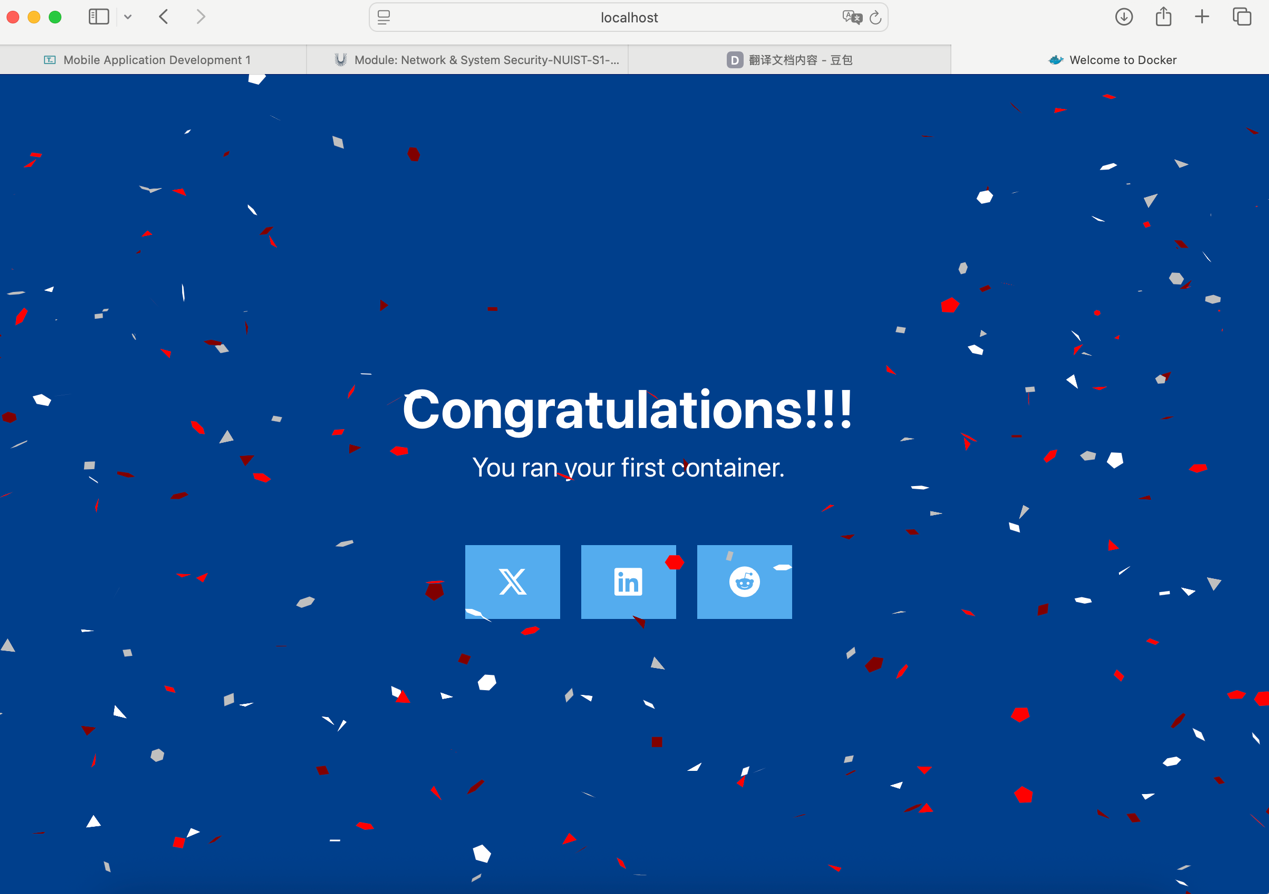 localhost
Mobile Application Development 1
Module: Network & System Security-NUIST-S1-...
D 翻译文档内容 - 豆包
Welcome to Docker
Congratulations!!!
You ran your first container.
X
in